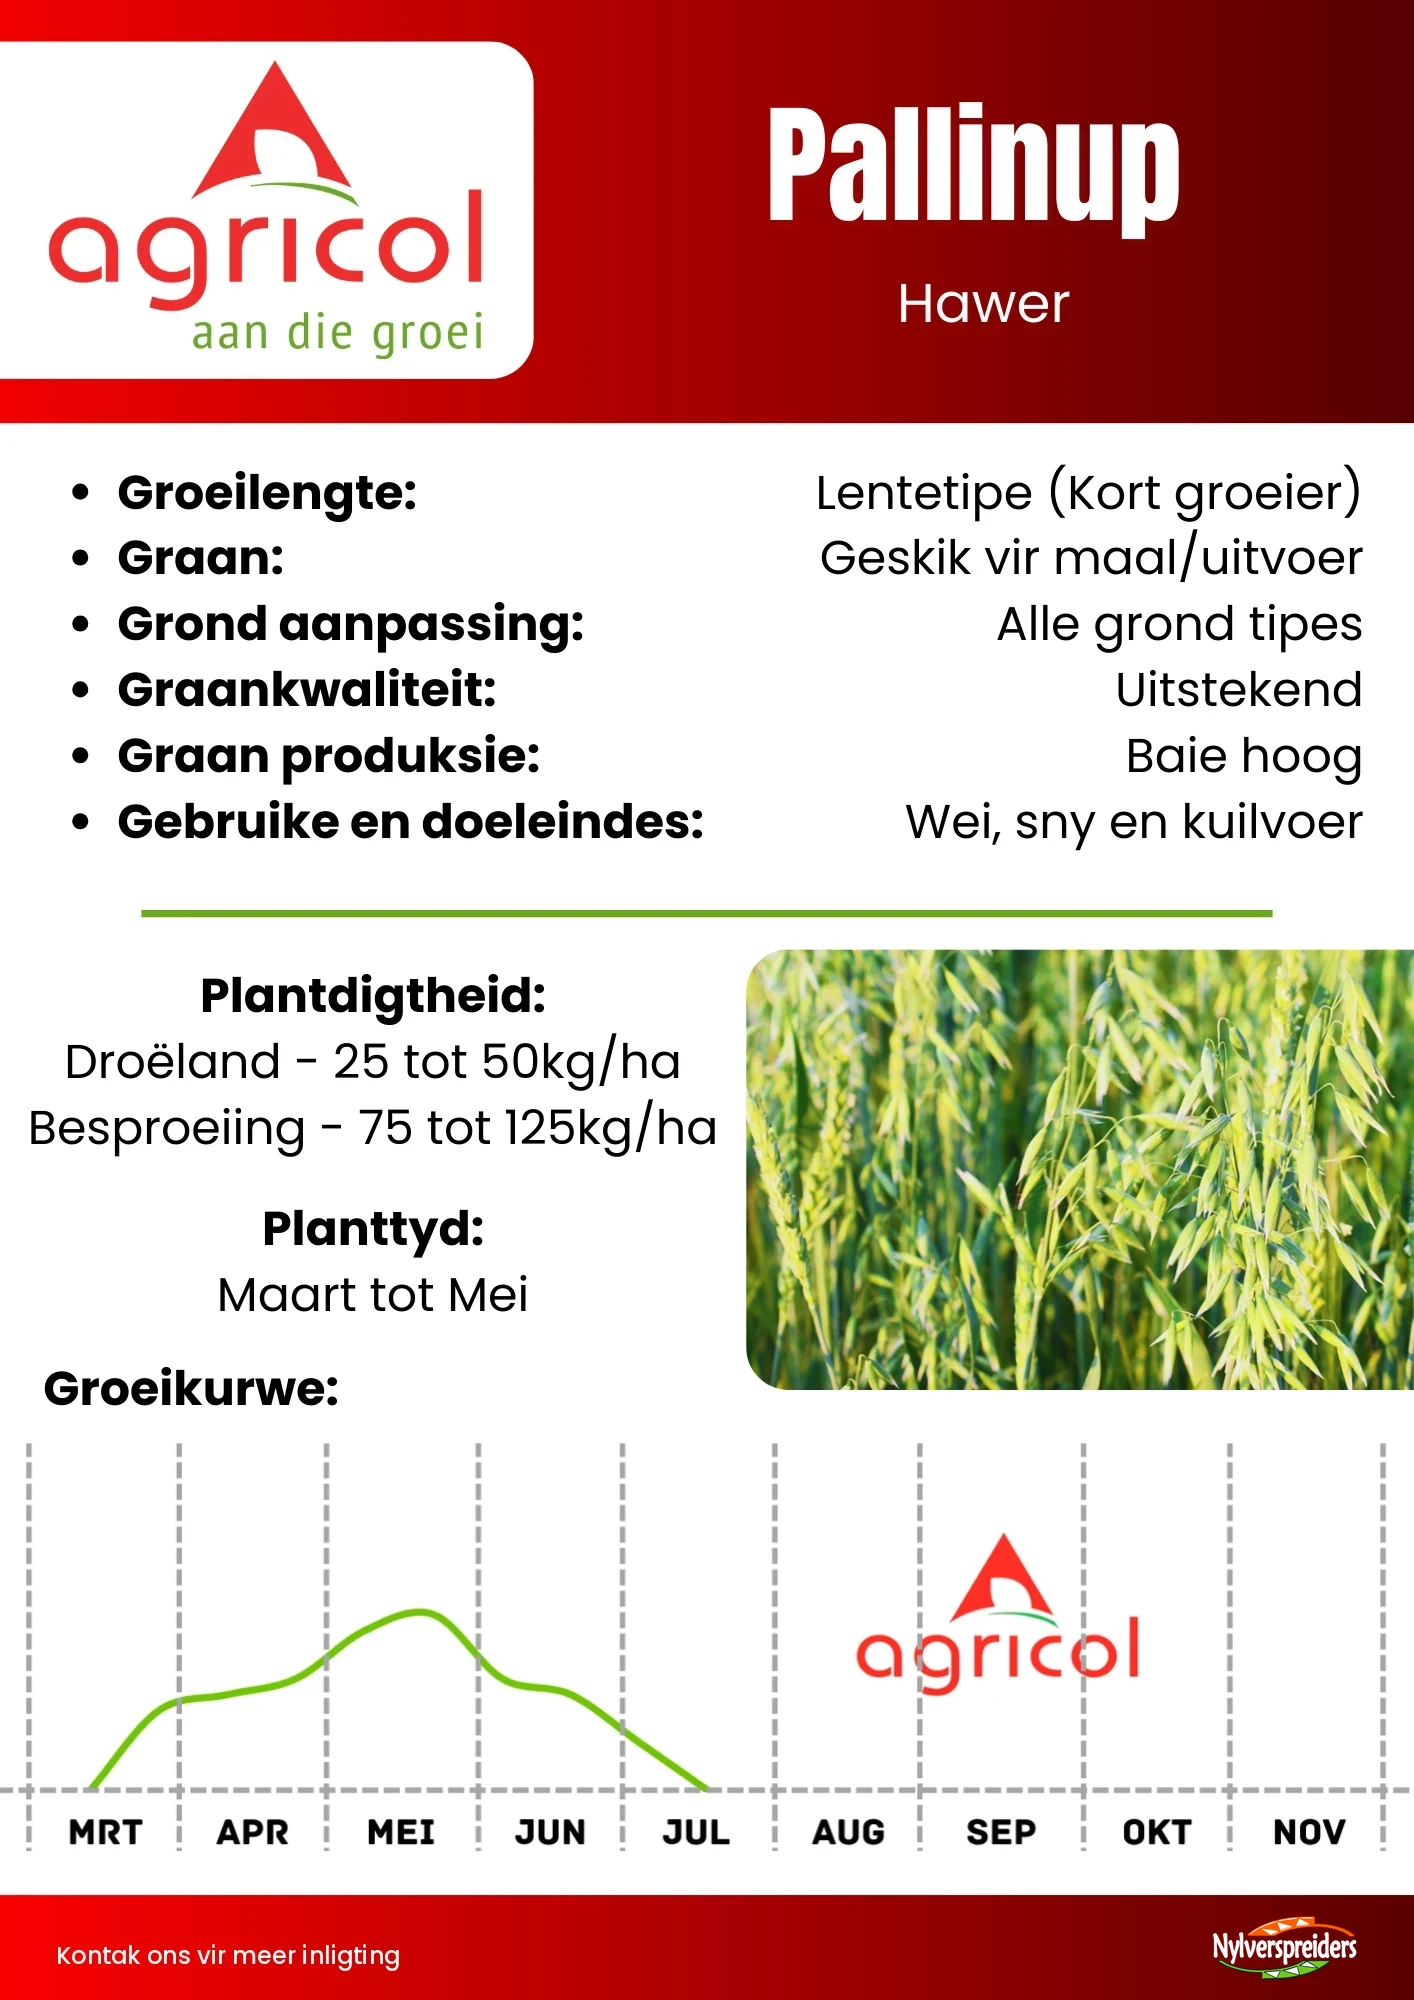 agricol
aan die groei
Pallinup
Hawer
Groeilengte: Lentetipe (Kort groeier)
Graan: Geskik vir maal/uitvoer
Grond aanpassing: Alle grond tipes
Graankwaliteit: Uitstekend
Graan produksie: Baie hoog
Gebruike en doeleindes: Wei, sny en kuilvoer
Plantdigtheid:
Droëland - 25 tot 50kg/ha
Besproeiing - 75 tot 125kg/ha
Planttyd:
Maart tot Mei
Groeikurwe:
agricol
MRT APR MEI JUN JUL AUG SEP OKT NOV
Kontak ons vir meer inligting
Nylverspreiders